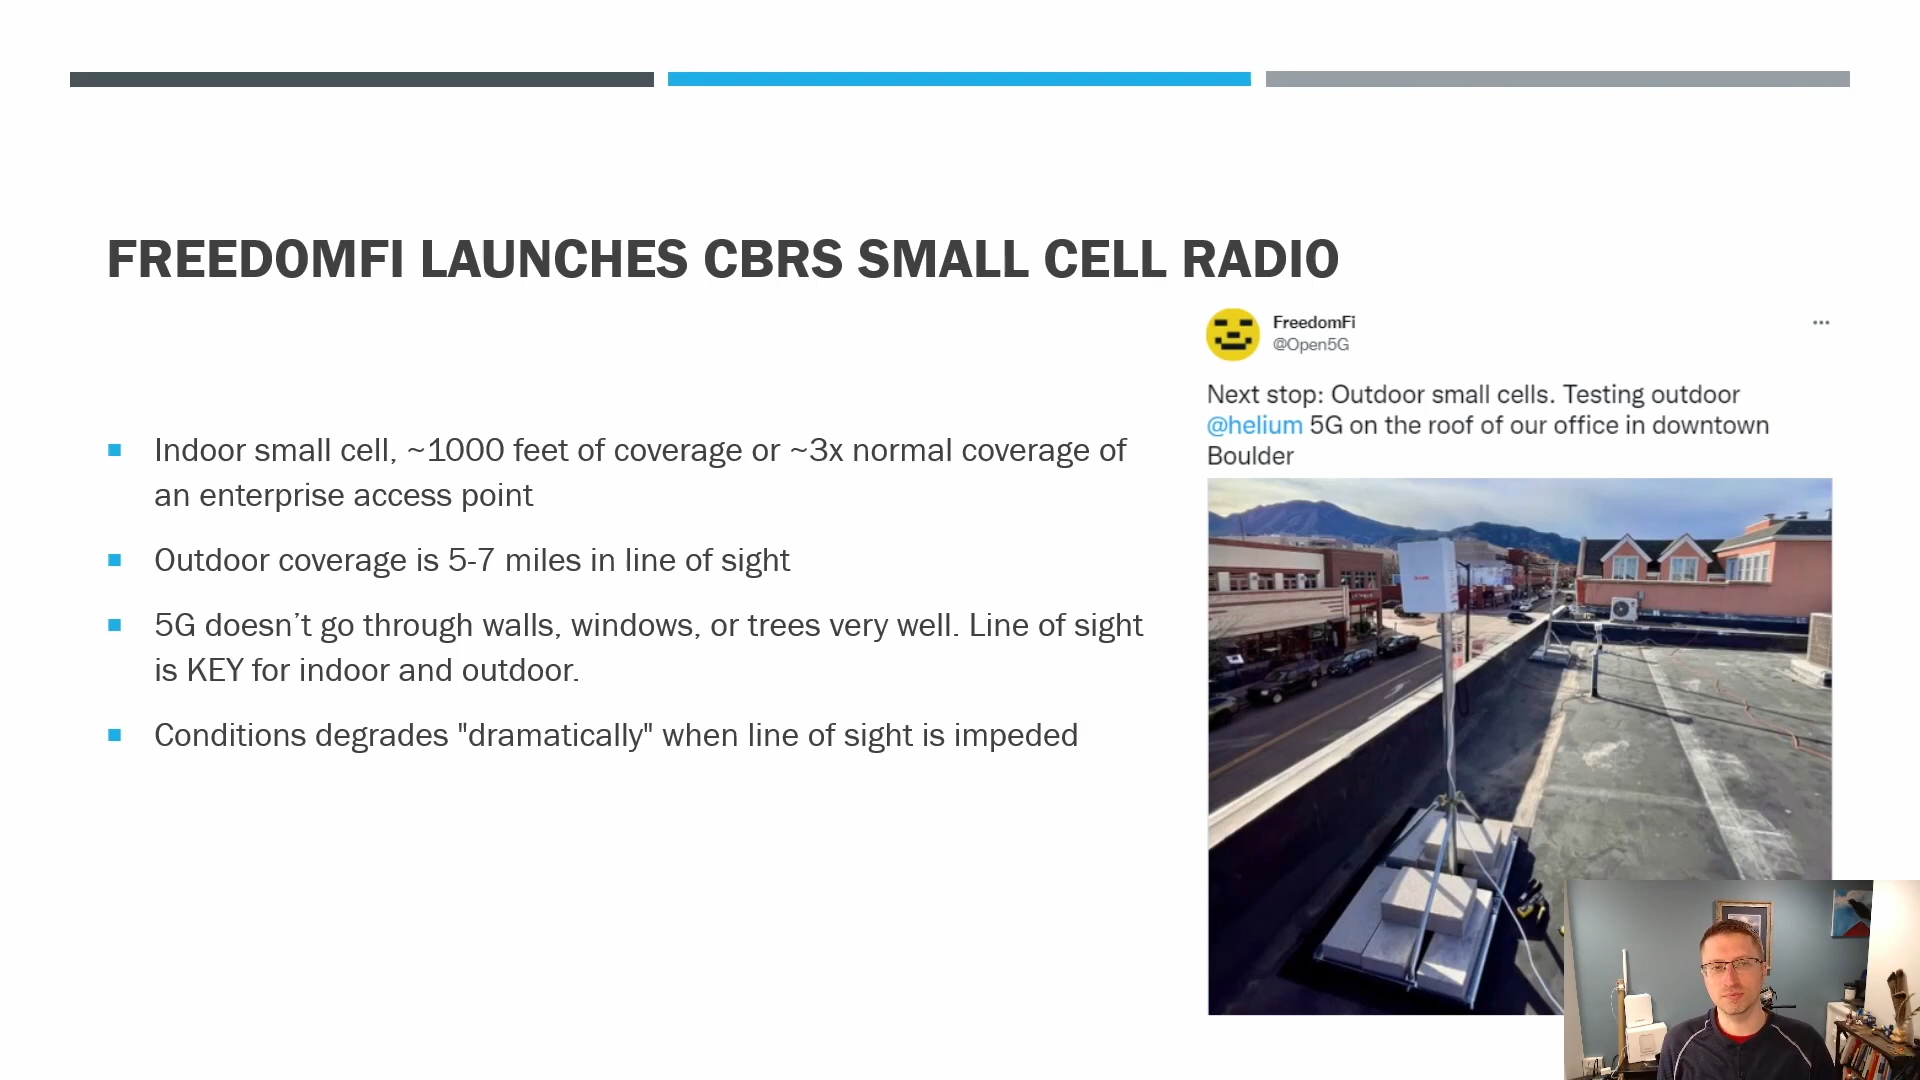 FREEDOMFI LAUNCHES CBRS SMALL CELL RADIO
Indoor small cell, ~1000 feet of coverage or ~3x normal coverage of
an enterprise access point
Outdoor coverage is 5-7 miles in line of sight
5G doesn’t go through walls, windows, or trees very well. Line of sight
is KEY for indoor and outdoor.
Conditions degrades "dramatically" when line of sight is impeded
FreedomFi
@Open5G
Next stop: Outdoor small cells. Testing outdoor
@helium 5G on the roof of our office in downtown
Boulder